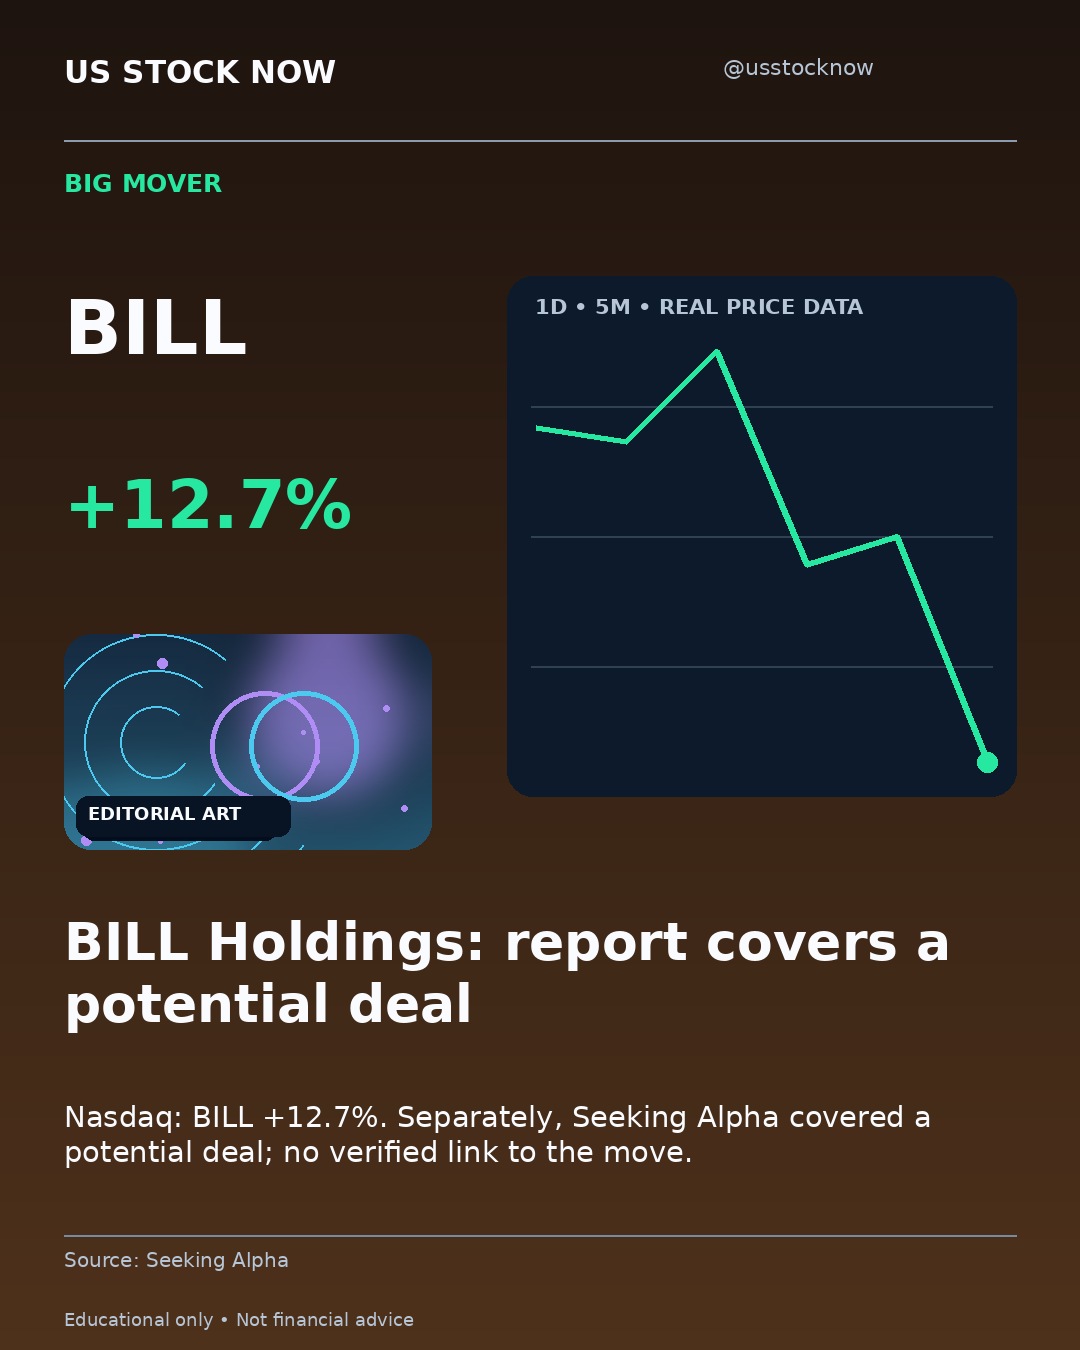 US STOCK NOW
@usstocknow
BIG MOVER
BILL
+12.7%
1D • 5M • REAL PRICE DATA
EDITORIAL ART
BILL Holdings: report covers a
potential deal
Nasdaq: BILL +12.7%. Separately, Seeking Alpha covered a
potential deal; no verified link to the move.
Source: Seeking Alpha
Educational only • Not financial advice